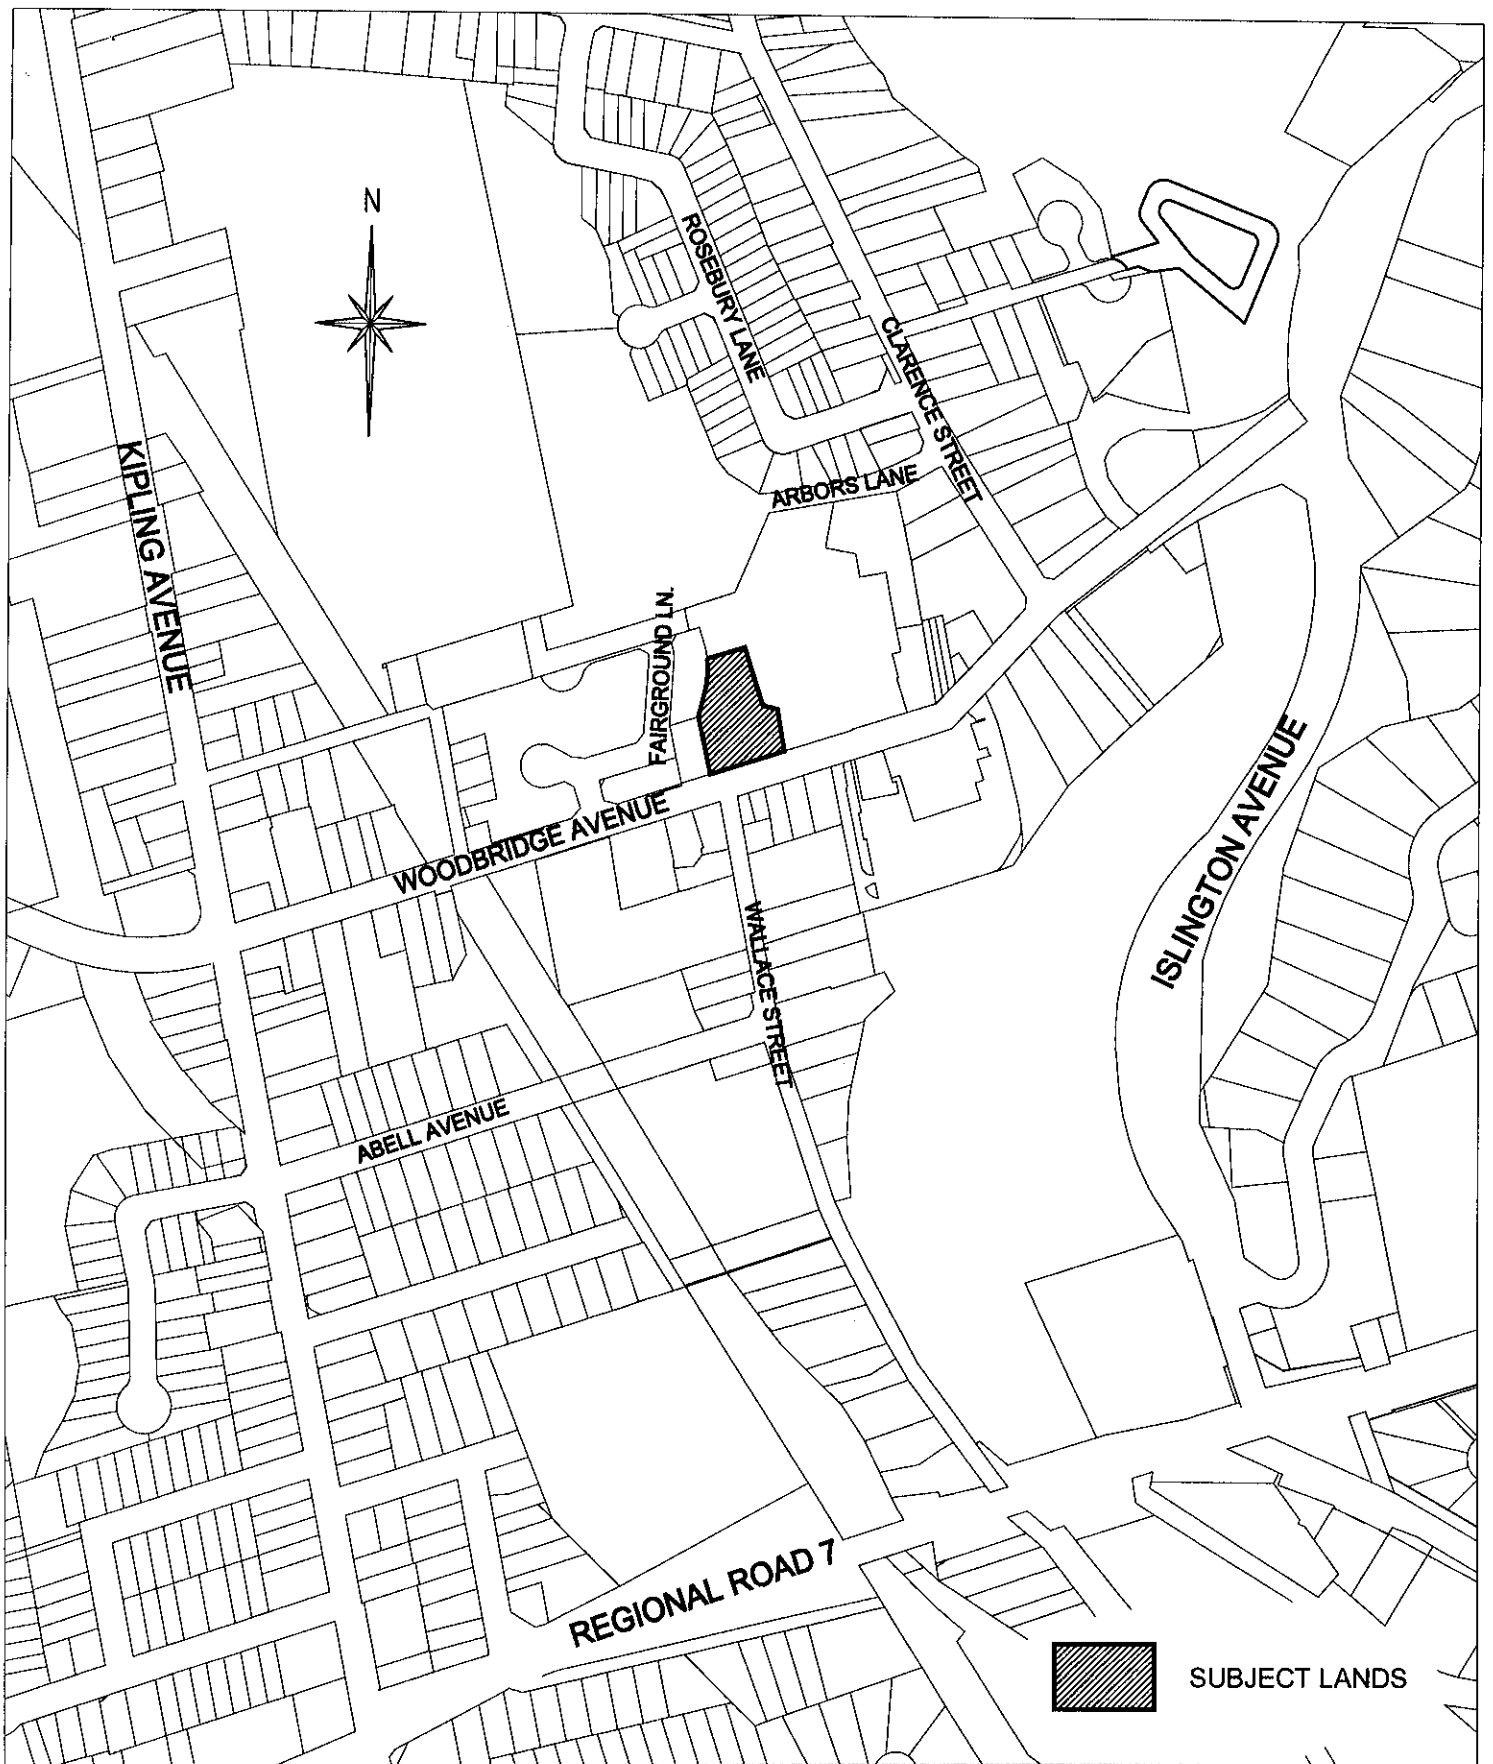 N
ROSEBURY LANE
CLARENCE STREET
KIPLING AVENUE
ARBORS LANE
FAIRGROUND LN.
WOODBRIDGE AVENUE
ISLINGTON AVENUE
WALLACE STREET
ABELL AVENUE
REGIONAL ROAD 7
SUBJECT LANDS